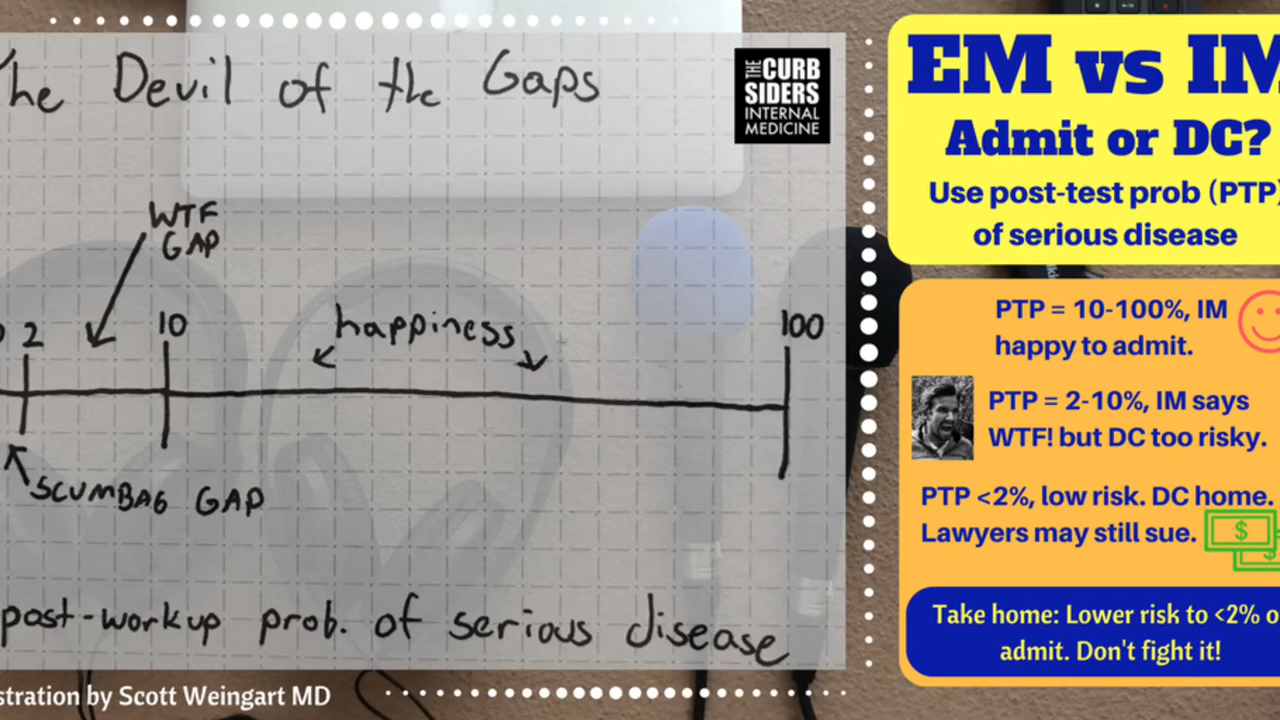 The Devil of the Gaps
THE CURB
SIDERS
INTERNAL
MEDICINE
WTF
GAP
2
10
happiness
100
SCUMBAG GAP
post-workup prob. of serious disease
stration by Scott Weingart MD
EM vs IM
Admit or DC?
Use post-test prob (PTP)
of serious disease
PTP = 10-100%, IM
happy to admit.
PTP = 2-10%, IM says
WTF! but DC too risky.
PTP <2%, low risk. DC home.
Lawyers may still sue.
$
$
Take home: Lower risk to <2% o
admit. Don't fight it!